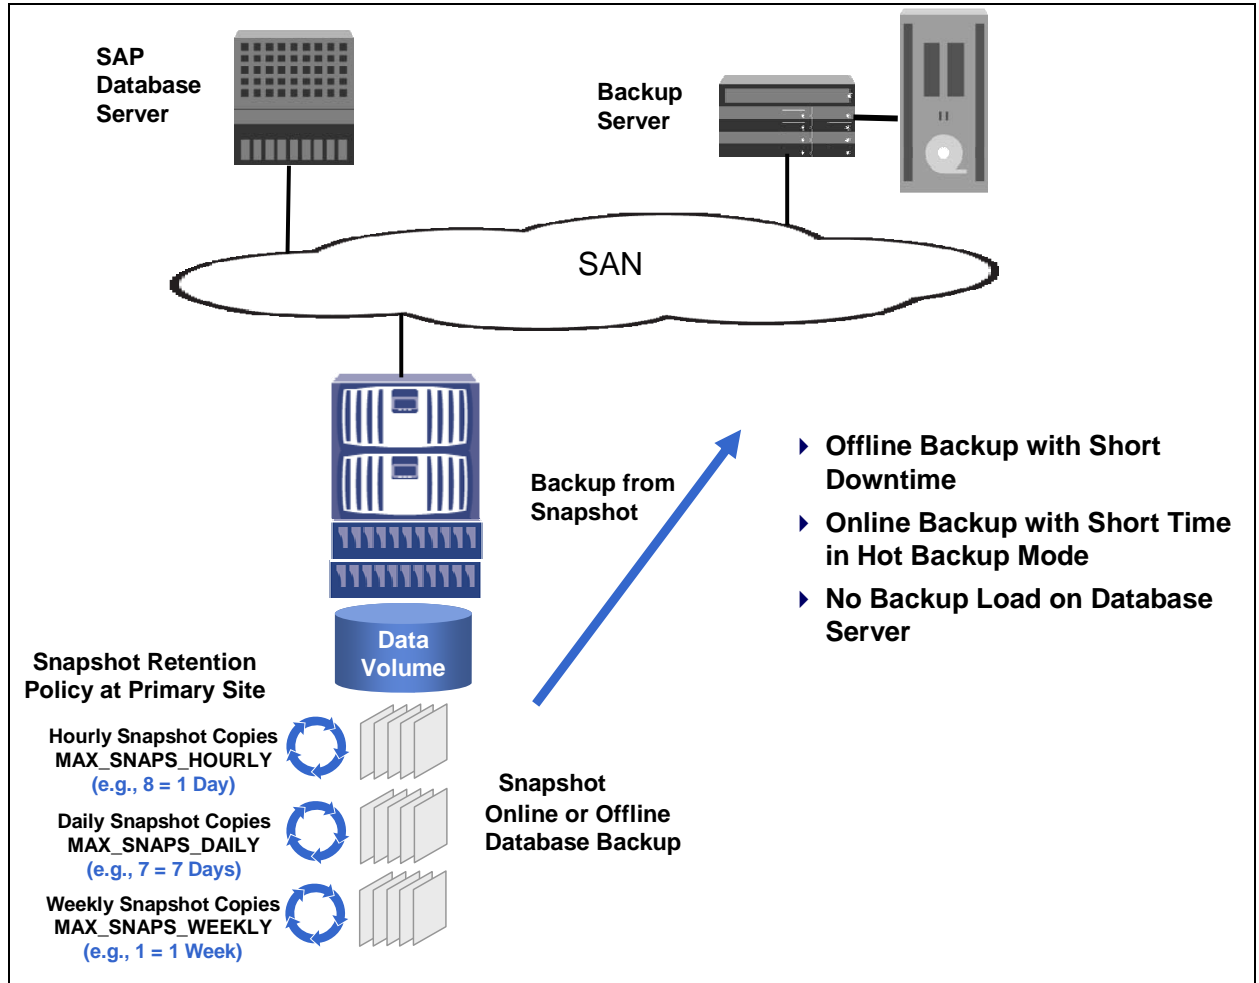 SAP
Database
Server
Backup
Server
SAN
Backup from
Snapshot
Offline Backup with Short
Downtime
Online Backup with Short Time
in Hot Backup Mode
No Backup Load on Database
Server
Data
Volume
Snapshot Retention
Policy at Primary Site
Hourly Snapshot Copies
MAX_SNAPS_HOURLY
(e.g., 8 = 1 Day)
Daily Snapshot Copies
MAX_SNAPS_DAILY
(e.g., 7 = 7 Days)
Weekly Snapshot Copies
MAX_SNAPS_WEEKLY
(e.g., 1 = 1 Week)
Snapshot
Online or Offline
Database Backup